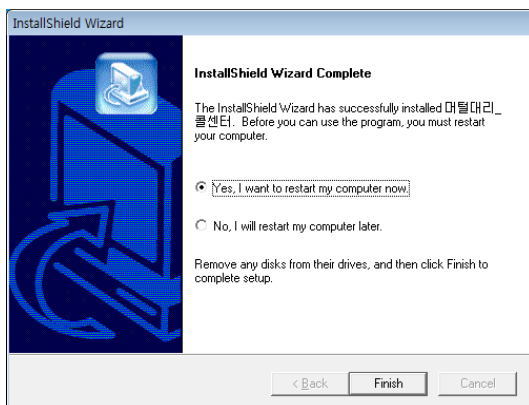 InstallShield Wizard
InstallShield Wizard Complete
The InstallShield Wizard has successfully installed 머털대리_
콜센터. Before you can use the program, you must restart
your computer.
Yes, I want to restart my computer now.
No, I will restart my computer later.
Remove any disks from their drives, and then click Finish to
complete setup.
< Back
Finish
Cancel